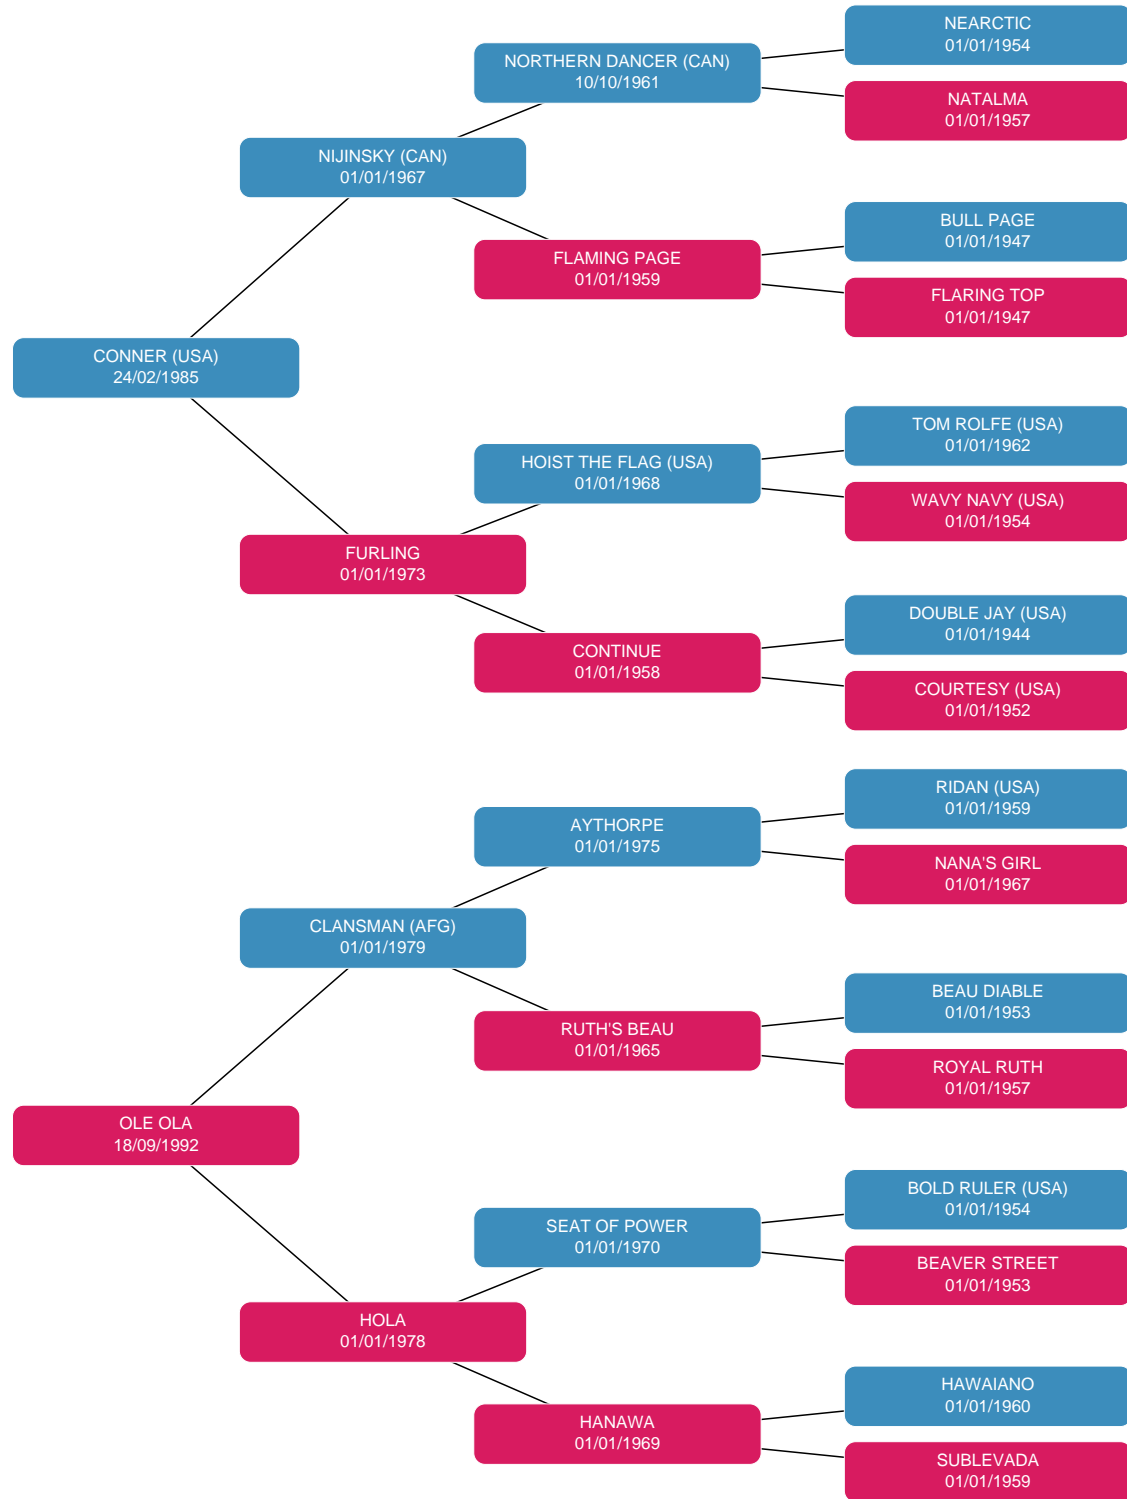 NEARCTIC
01/01/1954
NORTHERN DANCER (CAN)
10/10/1961
NATALMA
01/01/1957
NIJINSKY (CAN)
01/01/1967
BULL PAGE
01/01/1947
FLAMING PAGE
01/01/1959
FLARING TOP
01/01/1947
CONNER (USA)
24/02/1985
TOM ROLFE (USA)
01/01/1962
HOIST THE FLAG (USA)
01/01/1968
WAVY NAVY (USA)
01/01/1954
FURLING
01/01/1973
DOUBLE JAY (USA)
01/01/1944
CONTINUE
01/01/1958
COURTESY (USA)
01/01/1952
RIDAN (USA)
01/01/1959
AYTHORPE
01/01/1975
NANA'S GIRL
01/01/1967
CLANSMAN (AFG)
01/01/1979
BEAU DIABLE
01/01/1953
RUTH'S BEAU
01/01/1965
ROYAL RUTH
01/01/1957
OLE OLA
18/09/1992
BOLD RULER (USA)
01/01/1954
SEAT OF POWER
01/01/1970
BEAVER STREET
01/01/1953
HOLA
01/01/1978
HAWAIANO
01/01/1960
HANAWA
01/01/1969
SUBLEVADA
01/01/1959